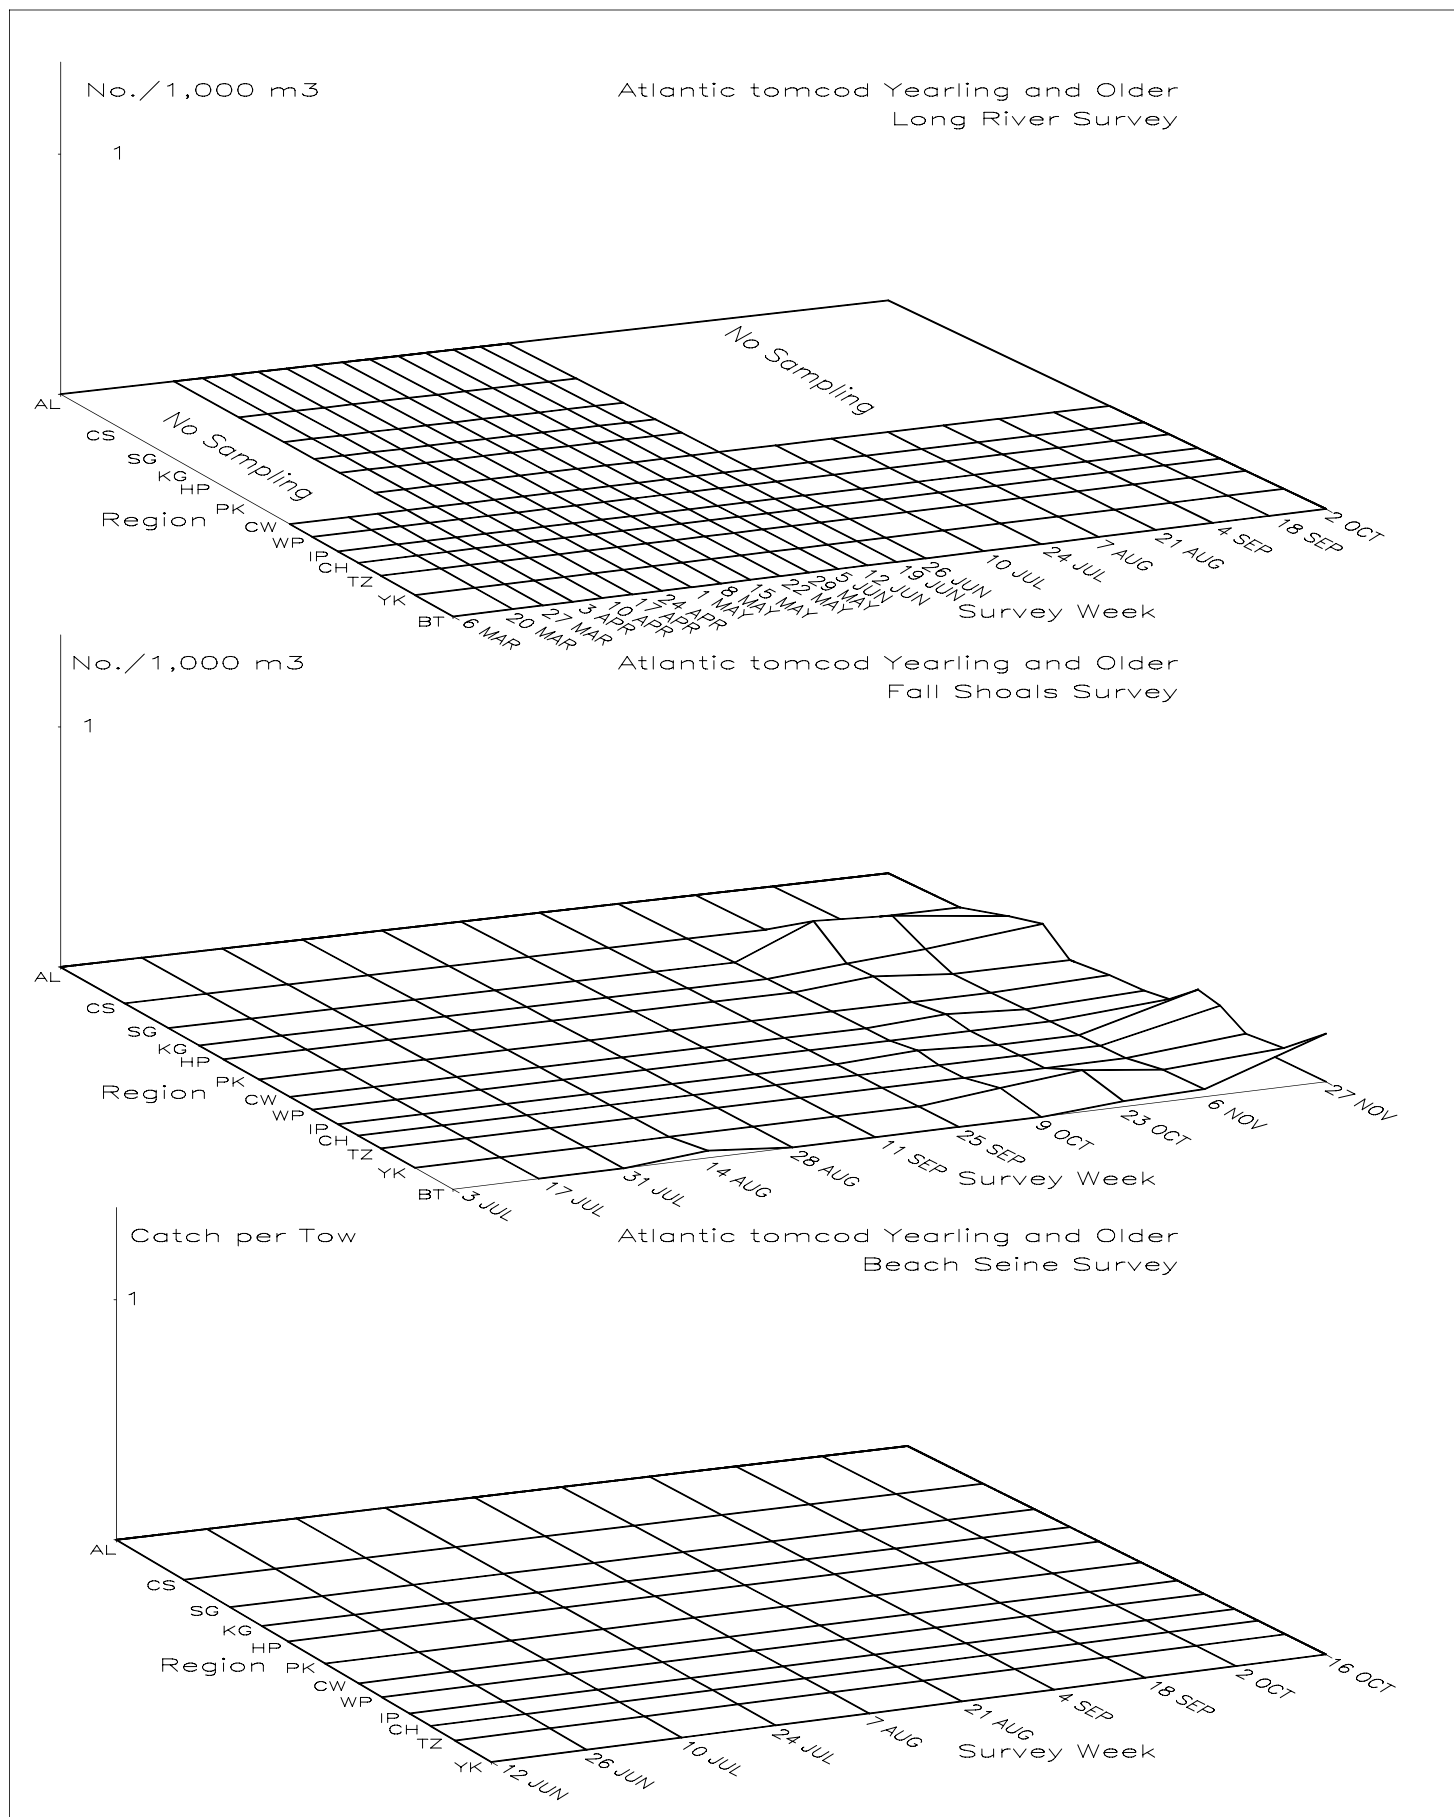 No./1,000 m3
Atlantic tomcod Yearling and Older
Long River Survey
1
No Sampling
No Sampling
AL
CS
SG
KG
HP
PK
CW
WP
IP
CH
TZ
YK
BT
Region
6 MAR
20 MAR
27 MAR
3 APR
10 APR
17 APR
24 APR
1 MAY
8 MAY
15 MAY
22 MAY
29 MAY
5 JUN
12 JUN
19 JUN
26 JUN
10 JUL
24 JUL
7 AUG
21 AUG
4 SEP
18 SEP
2 OCT
Survey Week
No./1,000 m3
Atlantic tomcod Yearling and Older
Fall Shoals Survey
1
AL
CS
SG
KG
HP
PK
CW
WP
IP
CH
TZ
YK
BT
Region
3 JUL
17 JUL
31 JUL
14 AUG
28 AUG
11 SEP
25 SEP
9 OCT
23 OCT
6 NOV
27 NOV
Survey Week
Catch per Tow
Atlantic tomcod Yearling and Older
Beach Seine Survey
1
AL
CS
SG
KG
HP
PK
CW
WP
IP
CH
TZ
YK
Region
12 JUN
26 JUN
10 JUL
24 JUL
7 AUG
21 AUG
4 SEP
18 SEP
2 OCT
16 OCT
Survey Week